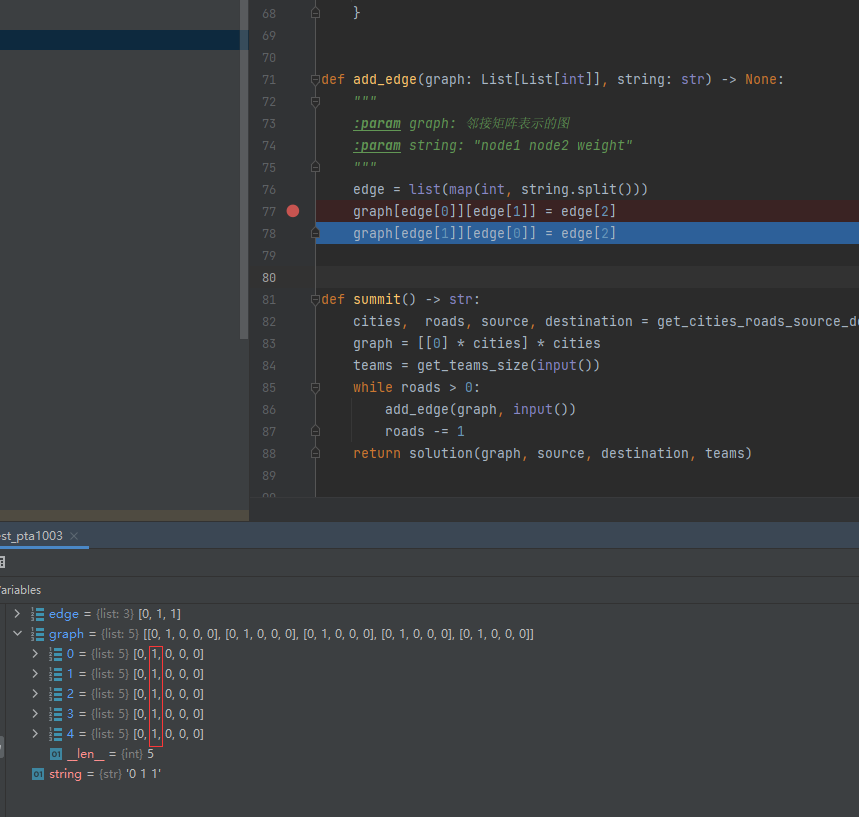 68 }
69
70
71 def add_edge(graph: List[List[int]], string: str) -> None:
72 """
73 :param graph: 邻接矩阵表示的图
74 :param string: "node1 node2 weight"
75 """
76 edge = list(map(int, string.split()))
77 graph[edge[0]][edge[1]] = edge[2]
78 graph[edge[1]][edge[0]] = edge[2]
79
80
81 def summit() -> str:
82 cities,  roads, source, destination = get_cities_roads_source_d
83 graph = [[0] * cities] * cities
84 teams = get_teams_size(input())
85 while roads > 0:
86 add_edge(graph, input())
87 roads -= 1
88 return solution(graph, source, destination, teams)
89
est_pta1003 ×
ariables
edge = {list: 3} [0, 1, 1]
graph = {list: 5} [[0, 1, 0, 0, 0], [0, 1, 0, 0, 0], [0, 1, 0, 0, 0], [0, 1, 0, 0, 0], [0, 1, 0, 0, 0]]
0 = {list: 5} [0, 1, 0, 0, 0]
1 = {list: 5} [0, 1, 0, 0, 0]
2 = {list: 5} [0, 1, 0, 0, 0]
3 = {list: 5} [0, 1, 0, 0, 0]
4 = {list: 5} [0, 1, 0, 0, 0]
01 __len__ = {int} 5
01 string = {str} '0 1 1'